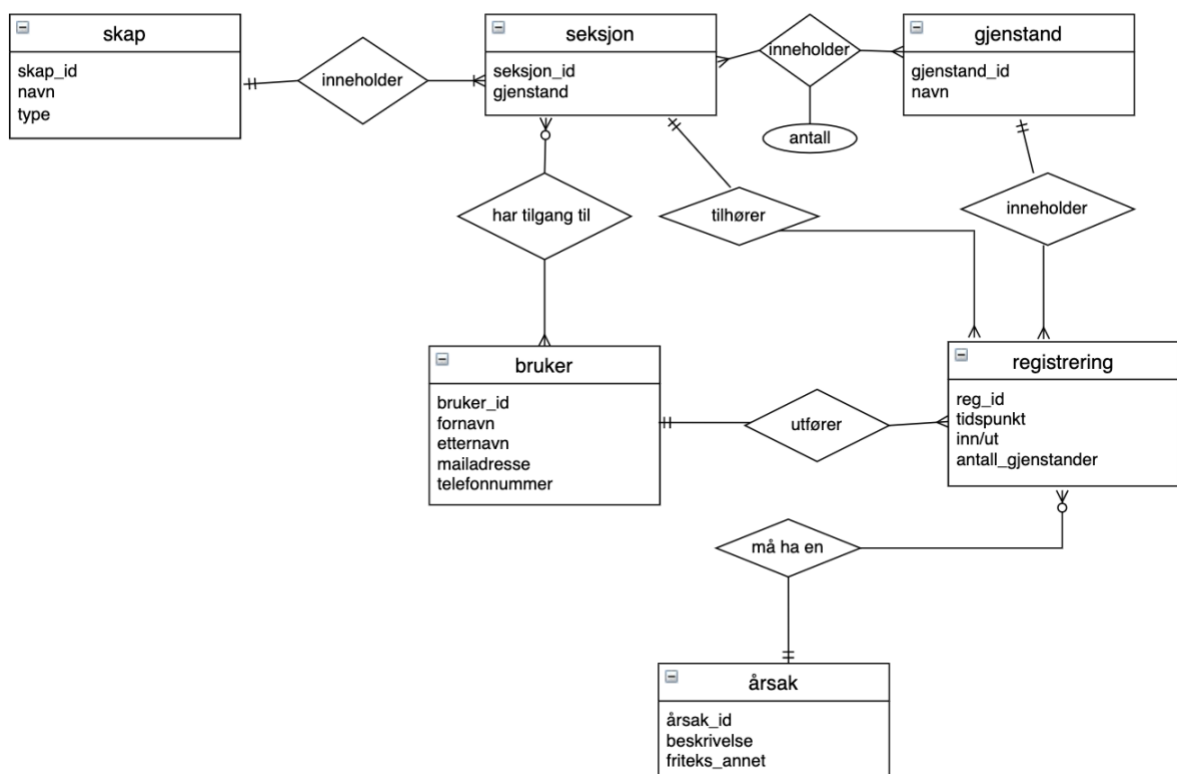 skap
skap_id
navn
type
inneholder
seksjon
seksjon_id
gjenstand
inneholder
antall
gjenstand
gjenstand_id
navn
har tilgang til
tilhører
inneholder
bruker
bruker_id
fornavn
etternavn
mailadresse
telefonnummer
utfører
registrering
reg_id
tidspunkt
inn/ut
antall_gjenstander
må ha en
årsak
årsak_id
beskrivelse
friteks_annet